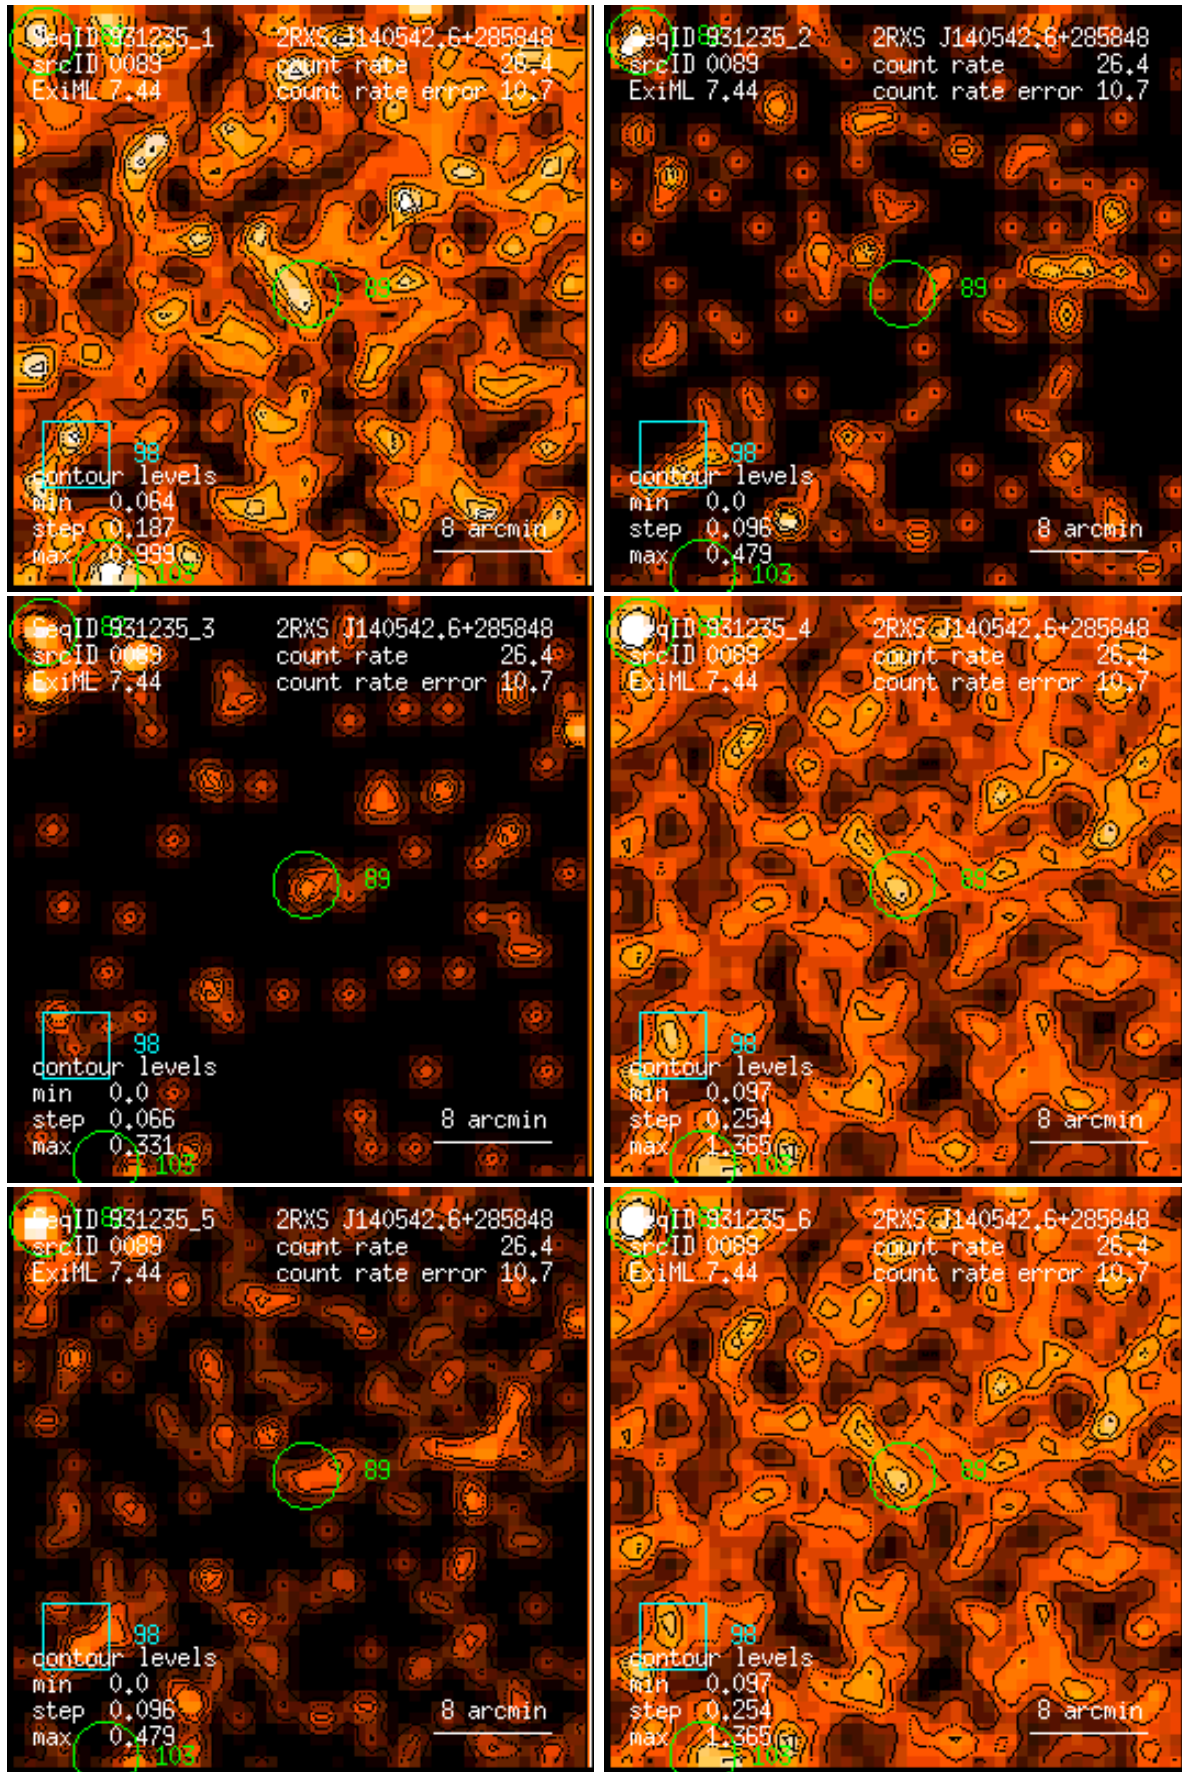 SeqID 931235_1 2RXS J140542.6+285848
srcID 0089 count rate 26.4
ExiML 7.44 count rate error 10.7
89
98
contour levels
min 0.064
step 0.187 8 arcmin
max 0.999
103
SeqID 931235_2 2RXS J140542.6+285848
srcID 0089 count rate 26.4
ExiML 7.44 count rate error 10.7
89
98
contour levels
min 0.0
step 0.096 8 arcmin
max 0.479
103
SeqID 931235_3 2RXS J140542.6+285848
srcID 0089 count rate 26.4
ExiML 7.44 count rate error 10.7
89
98
contour levels
min 0.0
step 0.066 8 arcmin
max 0.331
103
SeqID 931235_4 2RXS J140542.6+285848
srcID 0089 count rate 26.4
ExiML 7.44 count rate error 10.7
89
98
contour levels
min 0.097
step 0.254 8 arcmin
max 1.365
103
SeqID 931235_5 2RXS J140542.6+285848
srcID 0089 count rate 26.4
ExiML 7.44 count rate error 10.7
89
98
contour levels
min 0.0
step 0.096 8 arcmin
max 0.479
103
SeqID 931235_6 2RXS J140542.6+285848
srcID 0089 count rate 26.4
ExiML 7.44 count rate error 10.7
89
98
contour levels
min 0.097
step 0.254 8 arcmin
max 1.365
103